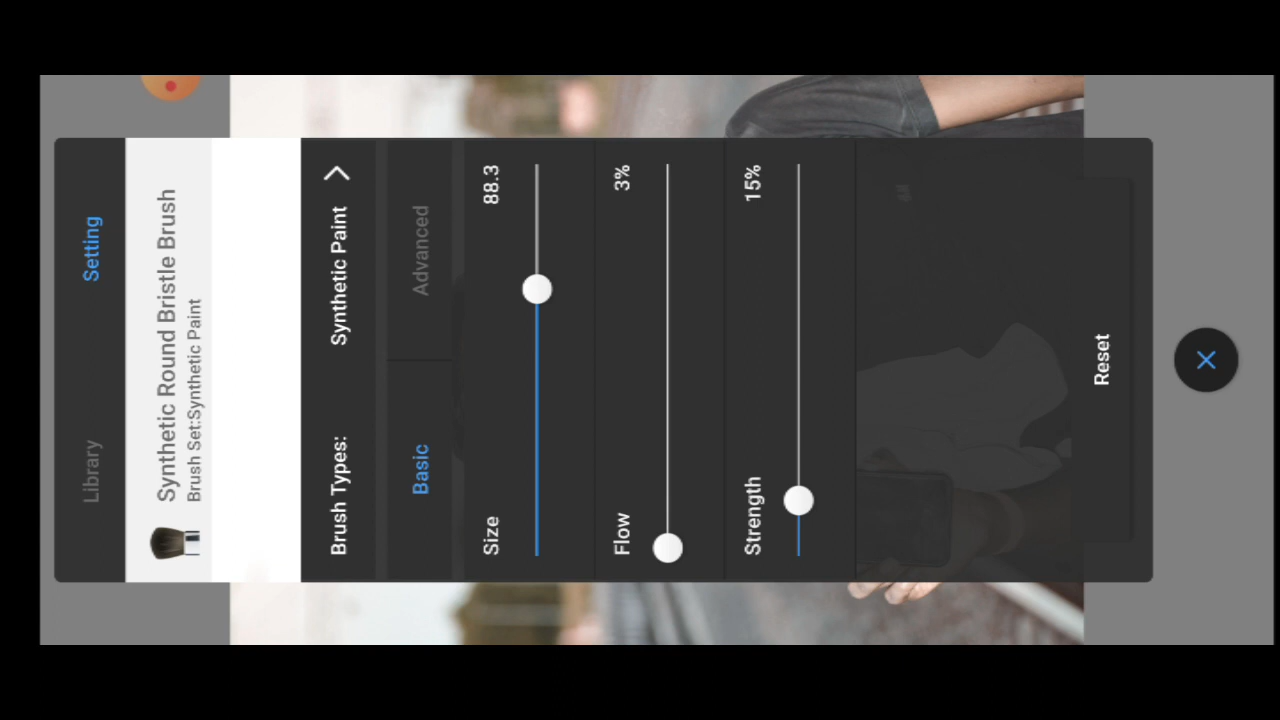 Library Setting
Synthetic Round Bristle Brush
Brush Set:Synthetic Paint
Brush Types: Synthetic Paint
Basic Advanced
Size 88.3
Flow 3%
Strength 15%
Reset